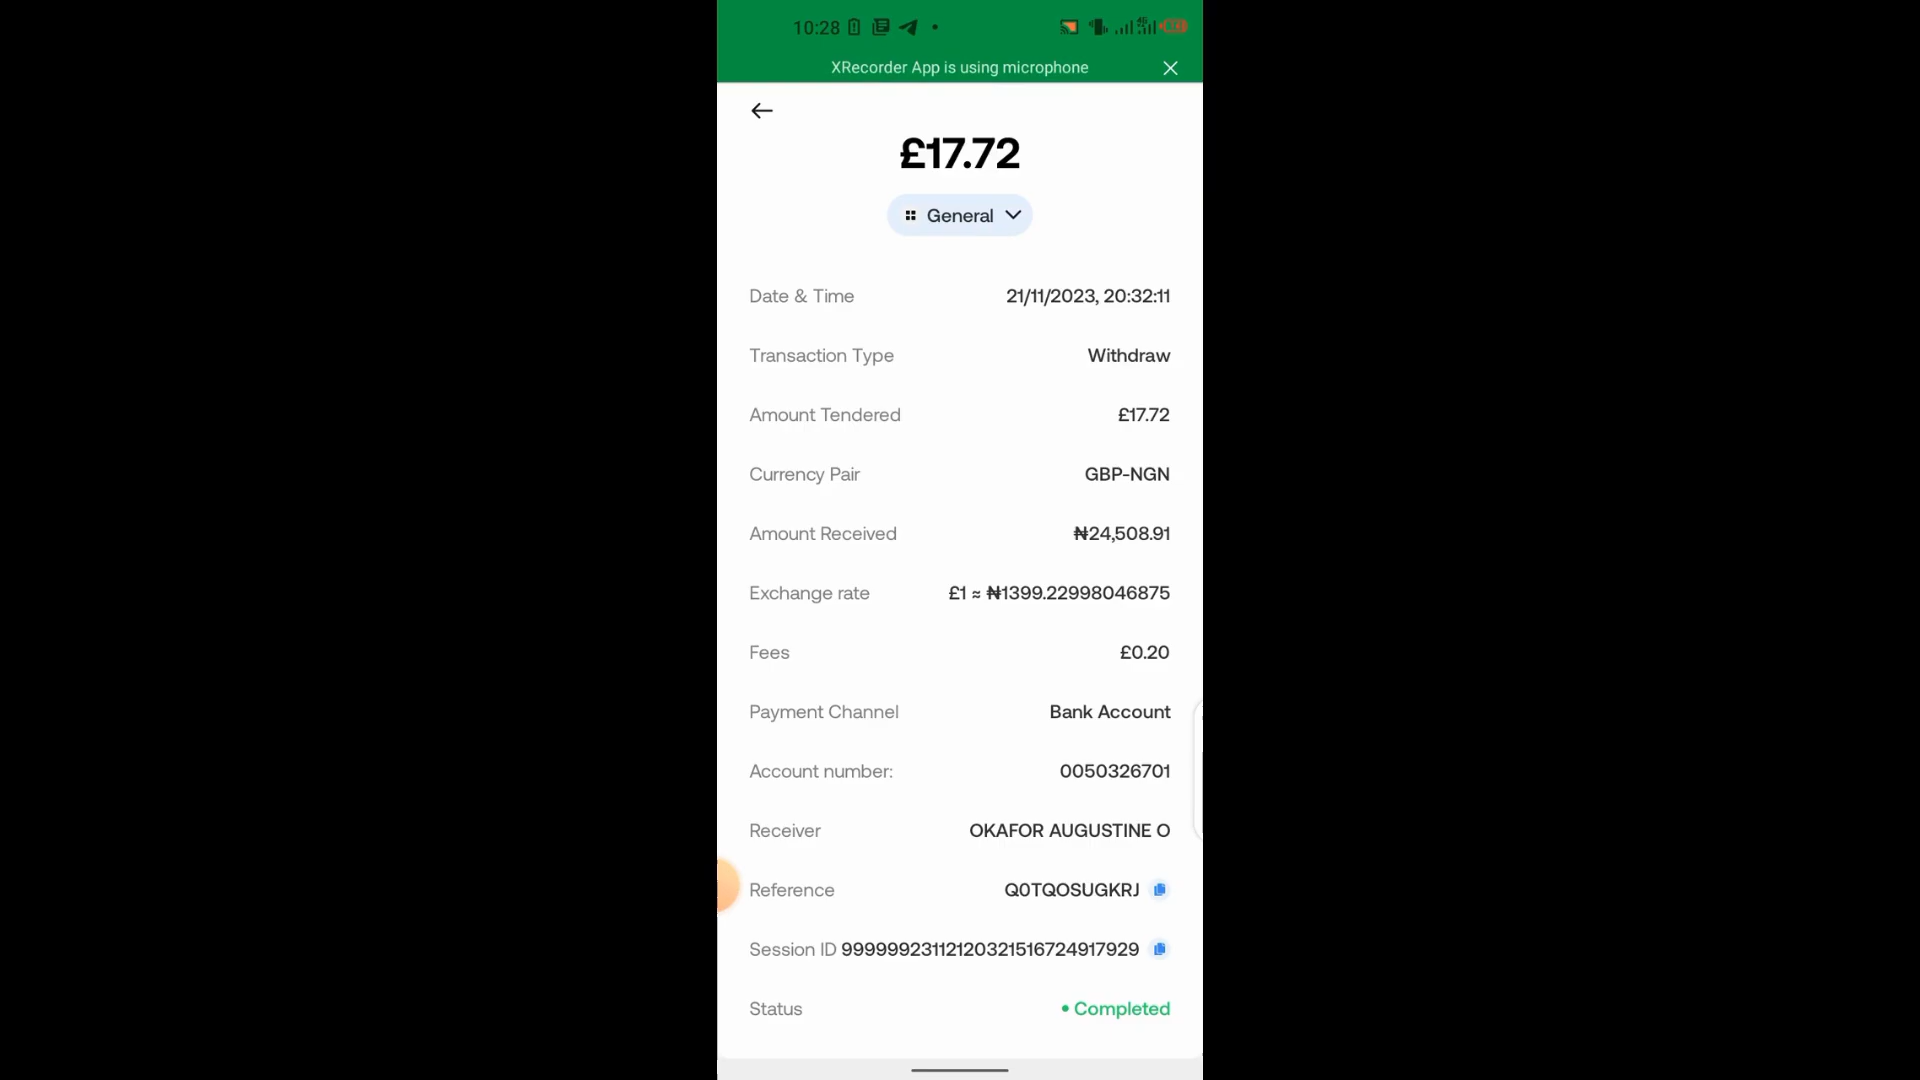 10:28
XRecorder App is using microphone
£17.72
General
Date & Time 21/11/2023, 20:32:11
Transaction Type Withdraw
Amount Tendered £17.72
Currency Pair GBP-NGN
Amount Received ₦24,508.91
Exchange rate £1 ≈ ₦1399.22998046875
Fees £0.20
Payment Channel Bank Account
Account number: 0050326701
Receiver OKAFOR AUGUSTINE O
Reference Q0TQOSUGKRJ
Session ID 99999923112120321516724917929
Status • Completed